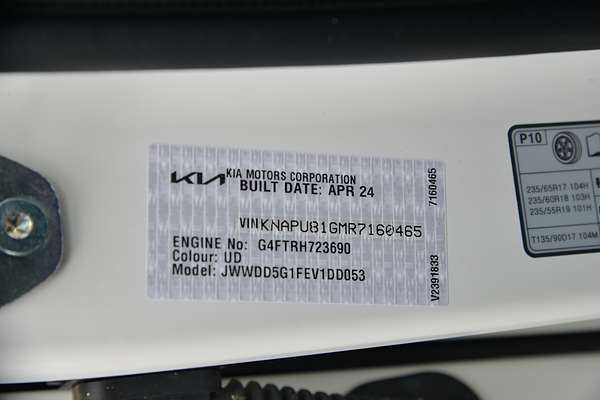 KIA KIA MOTORS CORPORATION
BUILT DATE: APR 24
VIN KNAPU81GMR7160465
ENGINE No: G4FTRH723690
Colour: UD
Model: JWWDD5G1FEV1DD053
7160465
V2391833
P10
235/65R17 104H
235/60R18 103H
235/55R19 101H
T135/90D17 104M